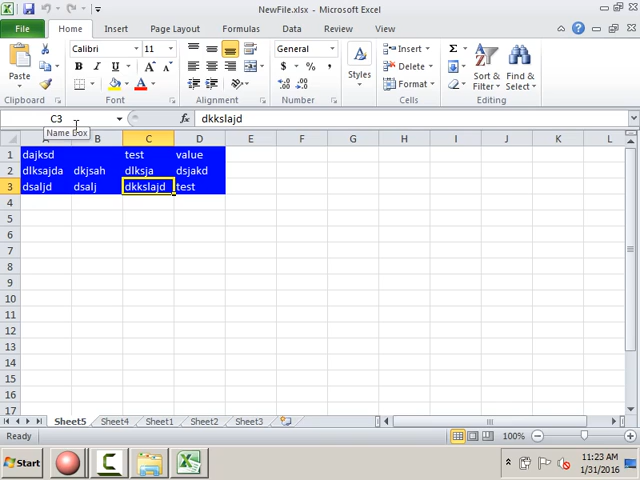 NewFile.xlsx - Microsoft Excel
File Home Insert Page Layout Formulas Data Review View
Paste Calibri 11 General Insert
B I U Delete
Styles Sort & Filter Find & Select
$ % , Format
Clipboard Font Alignment Number Cells Editing
C3 fx dkkslajd
Name Box
A B C D E F G H I J K L
1 dajksd test value
2 dlksajda dkjsah dlksja dsjakd
3 dsaljd dsalj dkkslajd test
4
5
6
7
8
9
10
11
12
13
14
15
16
17
Sheet5 Sheet4 Sheet1 Sheet2 Sheet3
Ready 100%
Start 11:23 AM
1/31/2016